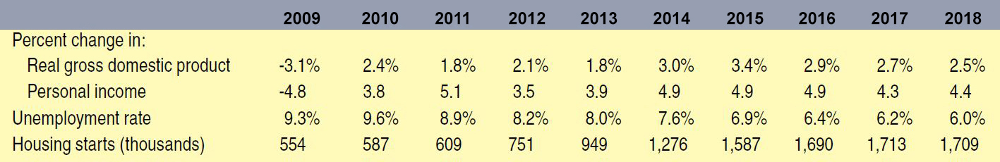 2009 2010 2011 2012 2013 2014 2015 2016 2017 2018
Percent change in:
Real gross domestic product -3.1% 2.4% 1.8% 2.1% 1.8% 3.0% 3.4% 2.9% 2.7% 2.5%
Personal income -4.8 3.8 5.1 3.5 3.9 4.9 4.9 4.9 4.3 4.4
Unemployment rate 9.3% 9.6% 8.9% 8.2% 8.0% 7.6% 6.9% 6.4% 6.2% 6.0%
Housing starts (thousands) 554 587 609 751 949 1,276 1,587 1,690 1,713 1,709